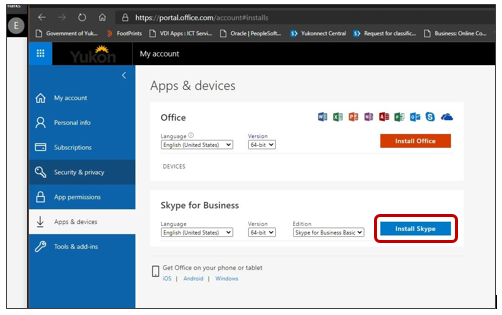 E
https://portal.office.com/account#installs
Government of Yuk...
FootPrints
VDI Apps : ICT Servi...
Oracle | PeopleSoft...
Yukonnect Central
Request for classific...
Business: Online Co...
Yukon
My account
Apps & devices
My account
Personal info
Subscriptions
Security & privacy
App permissions
Apps & devices
Tools & add-ins
Office
Language
Version
English (United States)
64-bit
Install Office
DEVICES
Skype for Business
Language
Version
Edition
English (United States)
64-bit
Skype for Business Basic
Install Skype
Get Office on your phone or tablet
iOS | Android | Windows